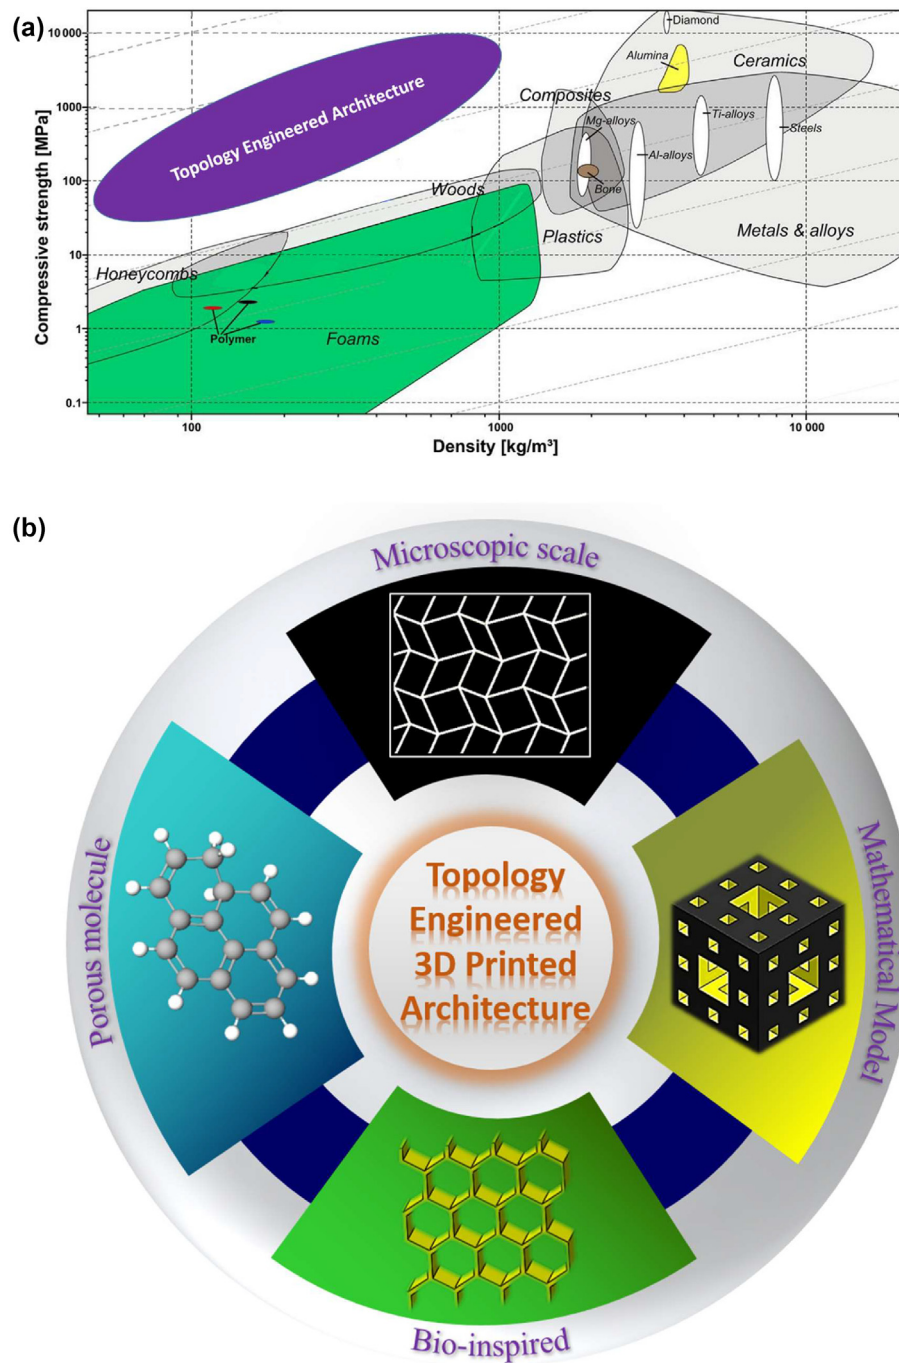 (a)
10 000
1000
100
10
1
0.1
Compressive strength [MPa]
Topology Engineered Architecture
Diamond
Alumina
Ceramics
Composites
Mg-alloys
Ti-alloys
Steels
Al-alloys
Woods
Bone
Plastics
Metals & alloys
Honeycombs
Polymer
Foams
100
1000
10 000
Density [kg/m³]
(b)
Microscopic scale
Porous molecule
Topology
Engineered
3D Printed
Architecture
Mathematical Model
Bio-inspired